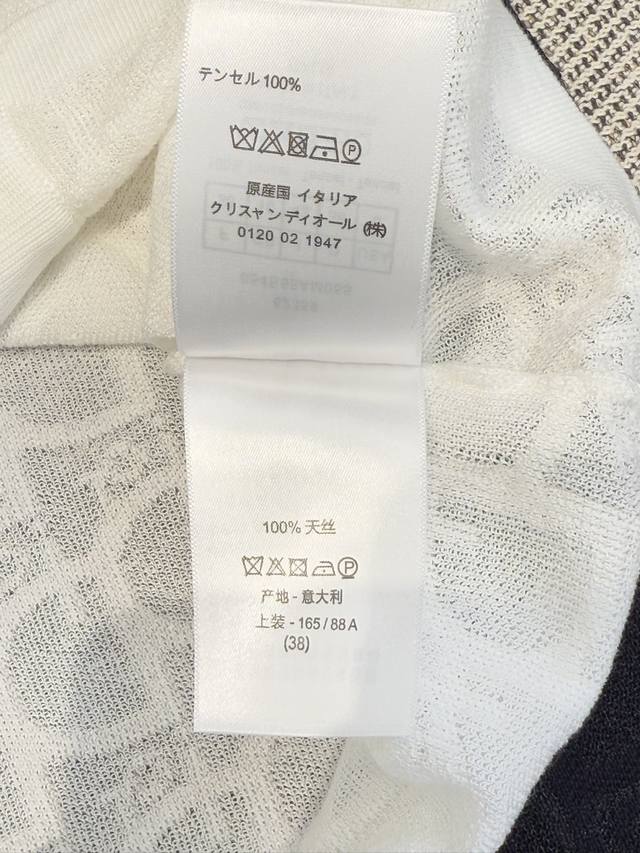 テンセル100%
P
原産国 イタリア
クリスャンディオール(株)
0120 02 1947
100% 天丝
P
产地 - 意大利
上装 - 165 / 88 A
(38)